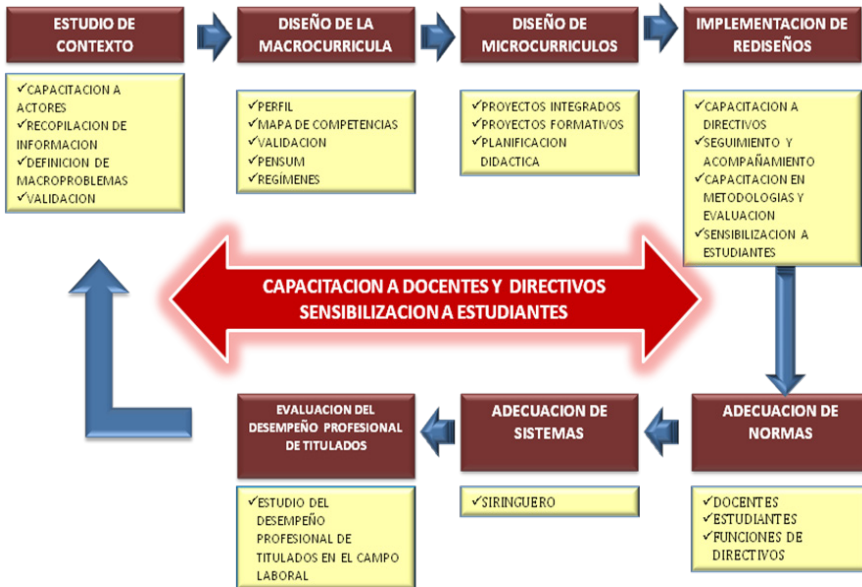 ESTUDIO DE
CONTEXTO
✓CAPACITACION A
ACTORES
✓RECOPILACION DE
INFORMACION
✓DEFINICION DE
MACROPROBLEMAS
✓VALIDACION
DISEÑO DE LA
MACROCURRICULA
✓PERFIL
✓MAPA DE COMPETENCIAS
✓VALIDACION
✓PENSUM
✓REGÍMENES
DISEÑO DE
MICROCURRICULOS
✓PROYECTOS INTEGRADOS
✓PROYECTOS FORMATIVOS
✓PLANIFICACION
DIDACTICA
IMPLEMENTACION DE
REDISEÑOS
✓CAPACITACION A
DIRECTIVOS
✓SEGUIMIENTO Y
ACOMPAÑAMIENTO
✓CAPACITACION EN
METODOLOGIAS Y
EVALUACION
✓SENSIBILIZACION A
ESTUDIANTES
CAPACITACION A DOCENTES Y DIRECTIVOS
SENSIBILIZACION A ESTUDIANTES
EVALUACION DEL
DESEMPEÑO PROFESIONAL
DE TITULADOS
✓ESTUDIO DEL
DESEMPEÑO
PROFESIONAL DE
TITULADOS EN EL CAMPO
LABORAL
ADECUACION DE
SISTEMAS
✓SIRINGUERO
ADECUACION DE
NORMAS
✓DOCENTES
✓ESTUDIANTES
✓FUNCIONES DE
DIRECTIVOS